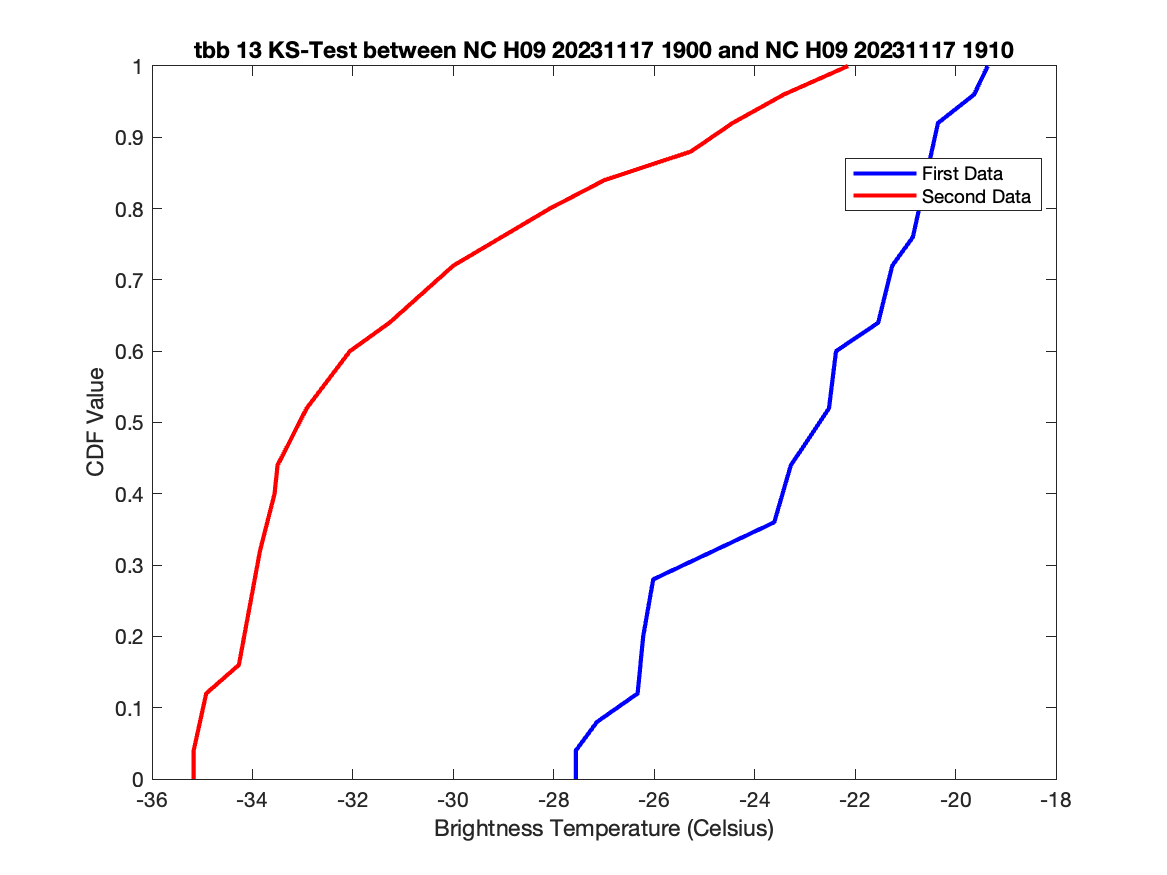 tbb 13 KS-Test between NC H09 20231117 1900 and NC H09 20231117 1910
1
0.9
0.8
0.7
0.6
0.5
0.4
0.3
0.2
0.1
0
CDF Value
First Data
Second Data
-36 -34 -32 -30 -28 -26 -24 -22 -20 -18
Brightness Temperature (Celsius)